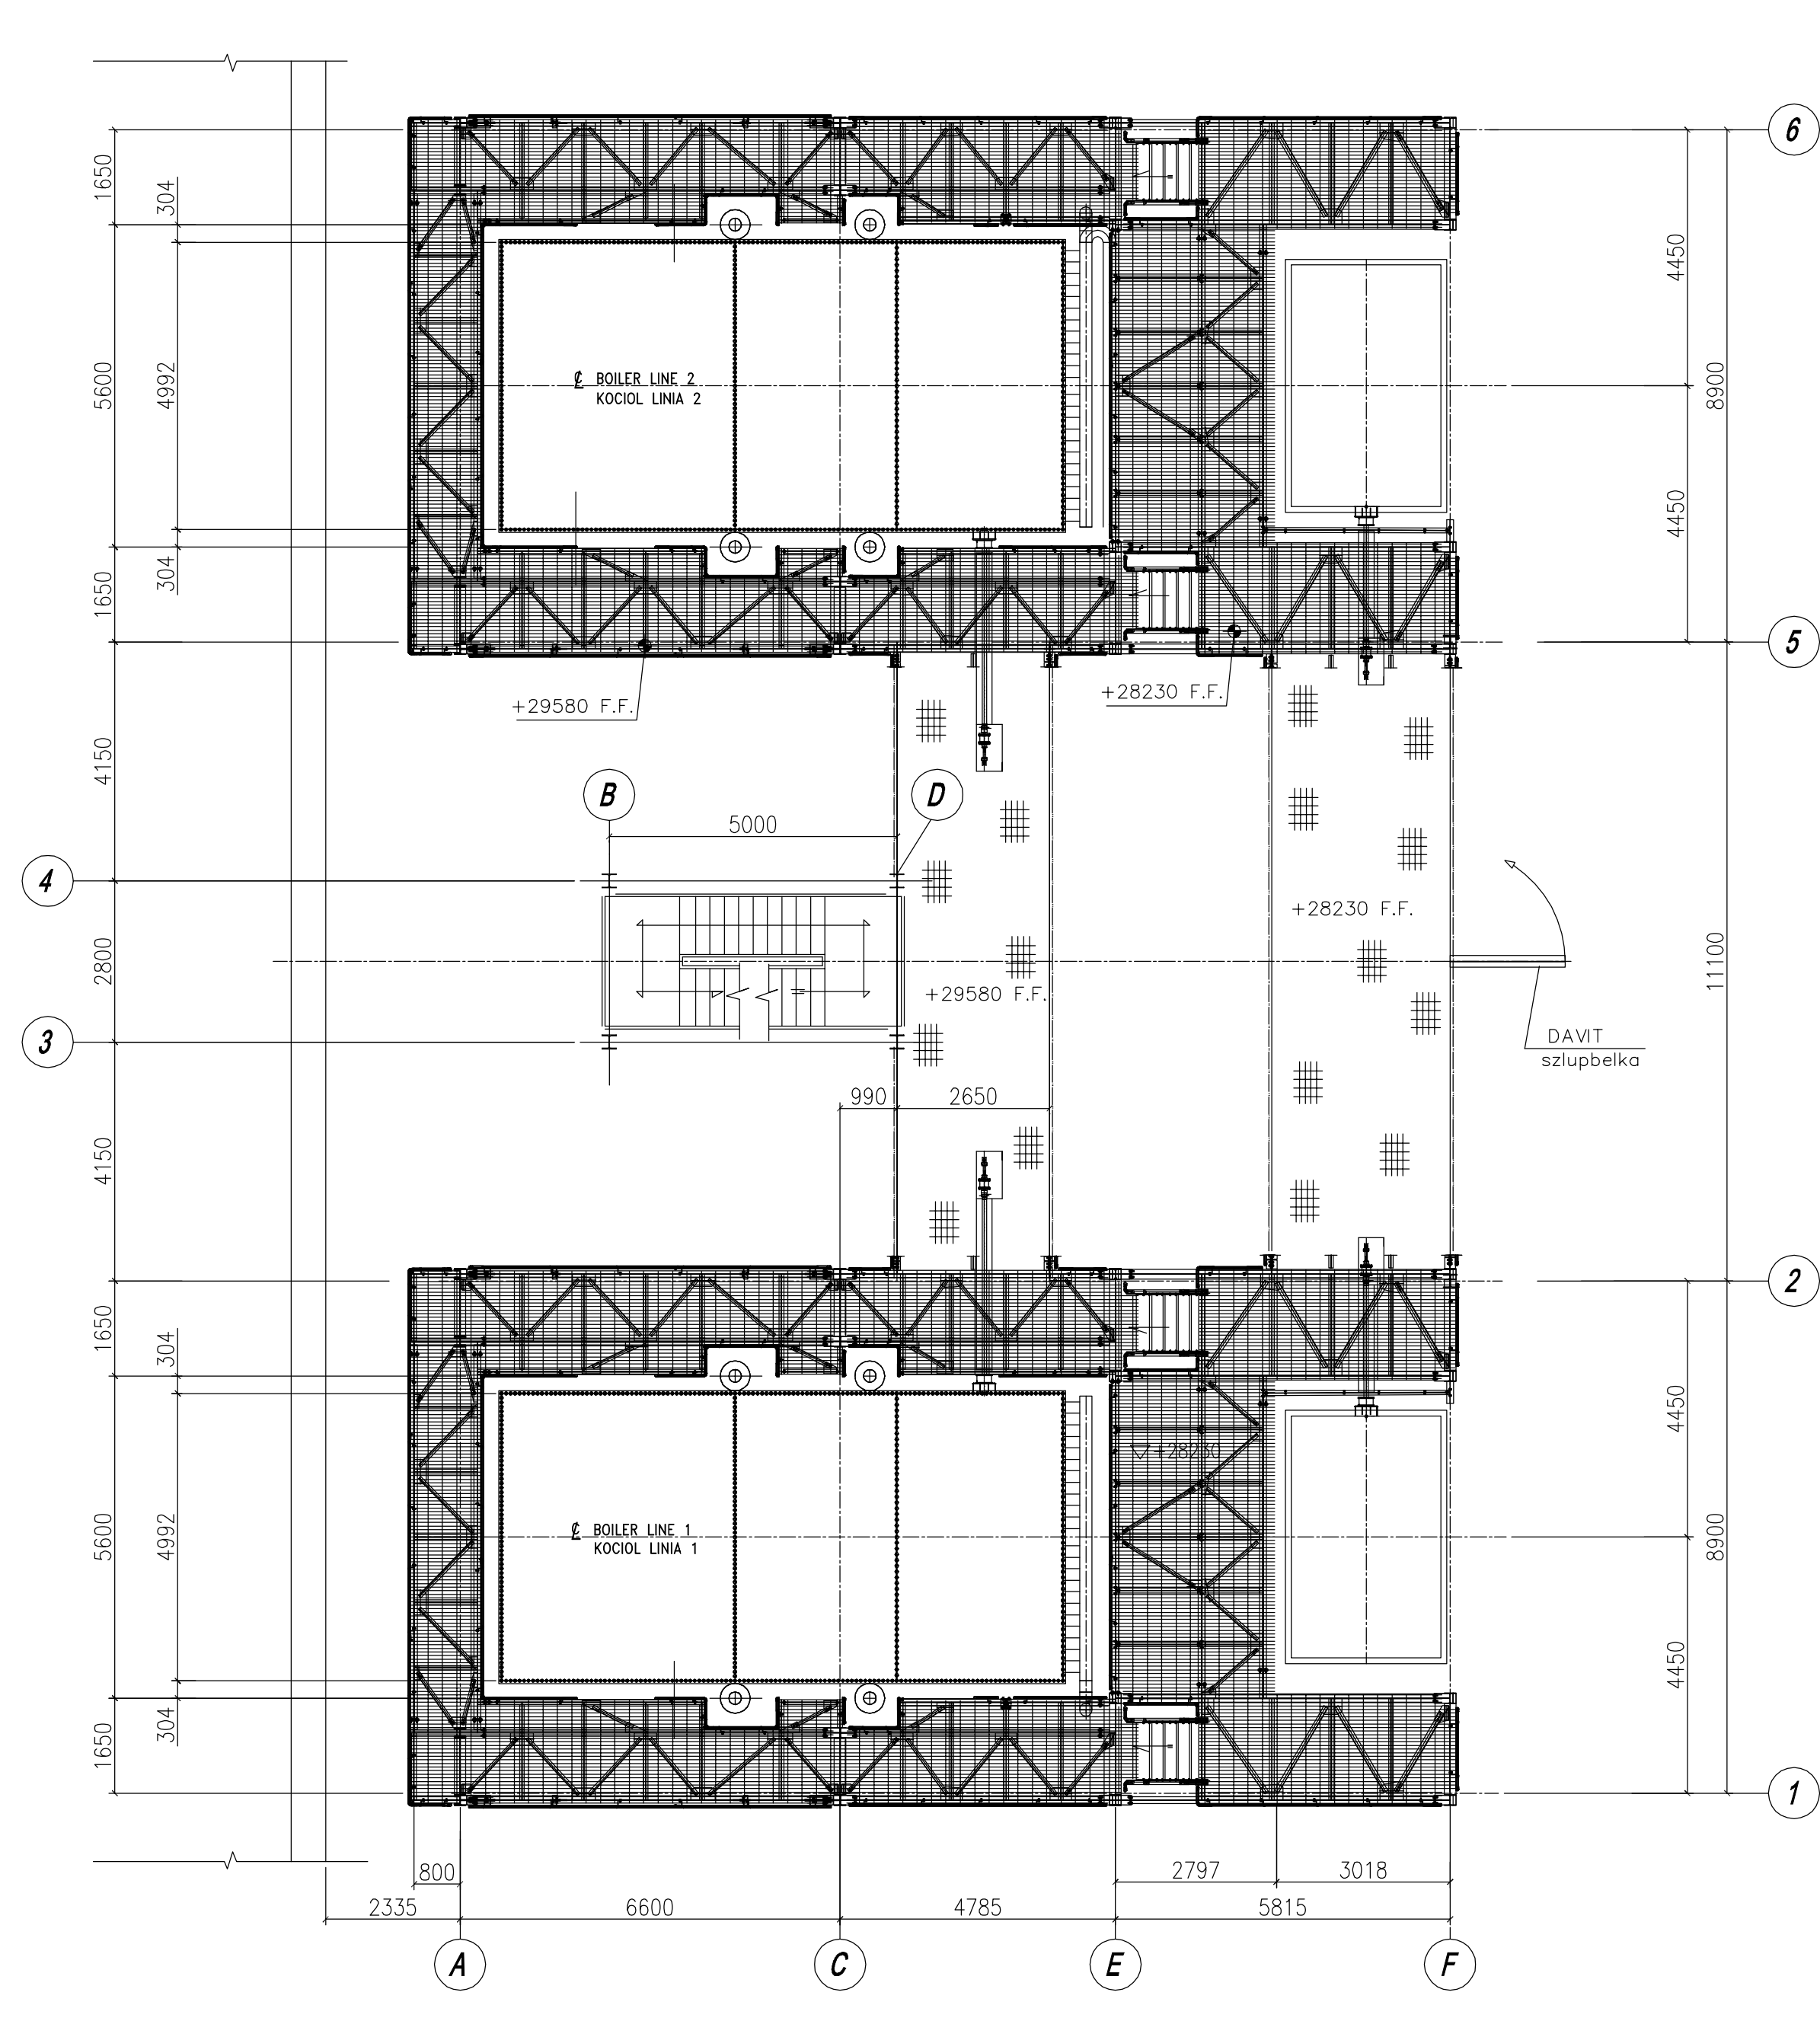 6
1650
304
4450
5600
4992
8900
℄ BOILER LINE 2
KOCIOL LINIA 2
4450
1650
304
5
+29580 F.F.
+28230 F.F.
4150
B
D
5000
4
+28230 F.F.
2800
11100
+29580 F.F.
3
DAVIT
szlupbelka
990
2650
4150
2
1650
304
4450
+28230
5600
4992
8900
℄ BOILER LINE 1
KOCIOL LINIA 1
4450
1650
304
1
800
2797
3018
2335
6600
4785
5815
A
C
E
F